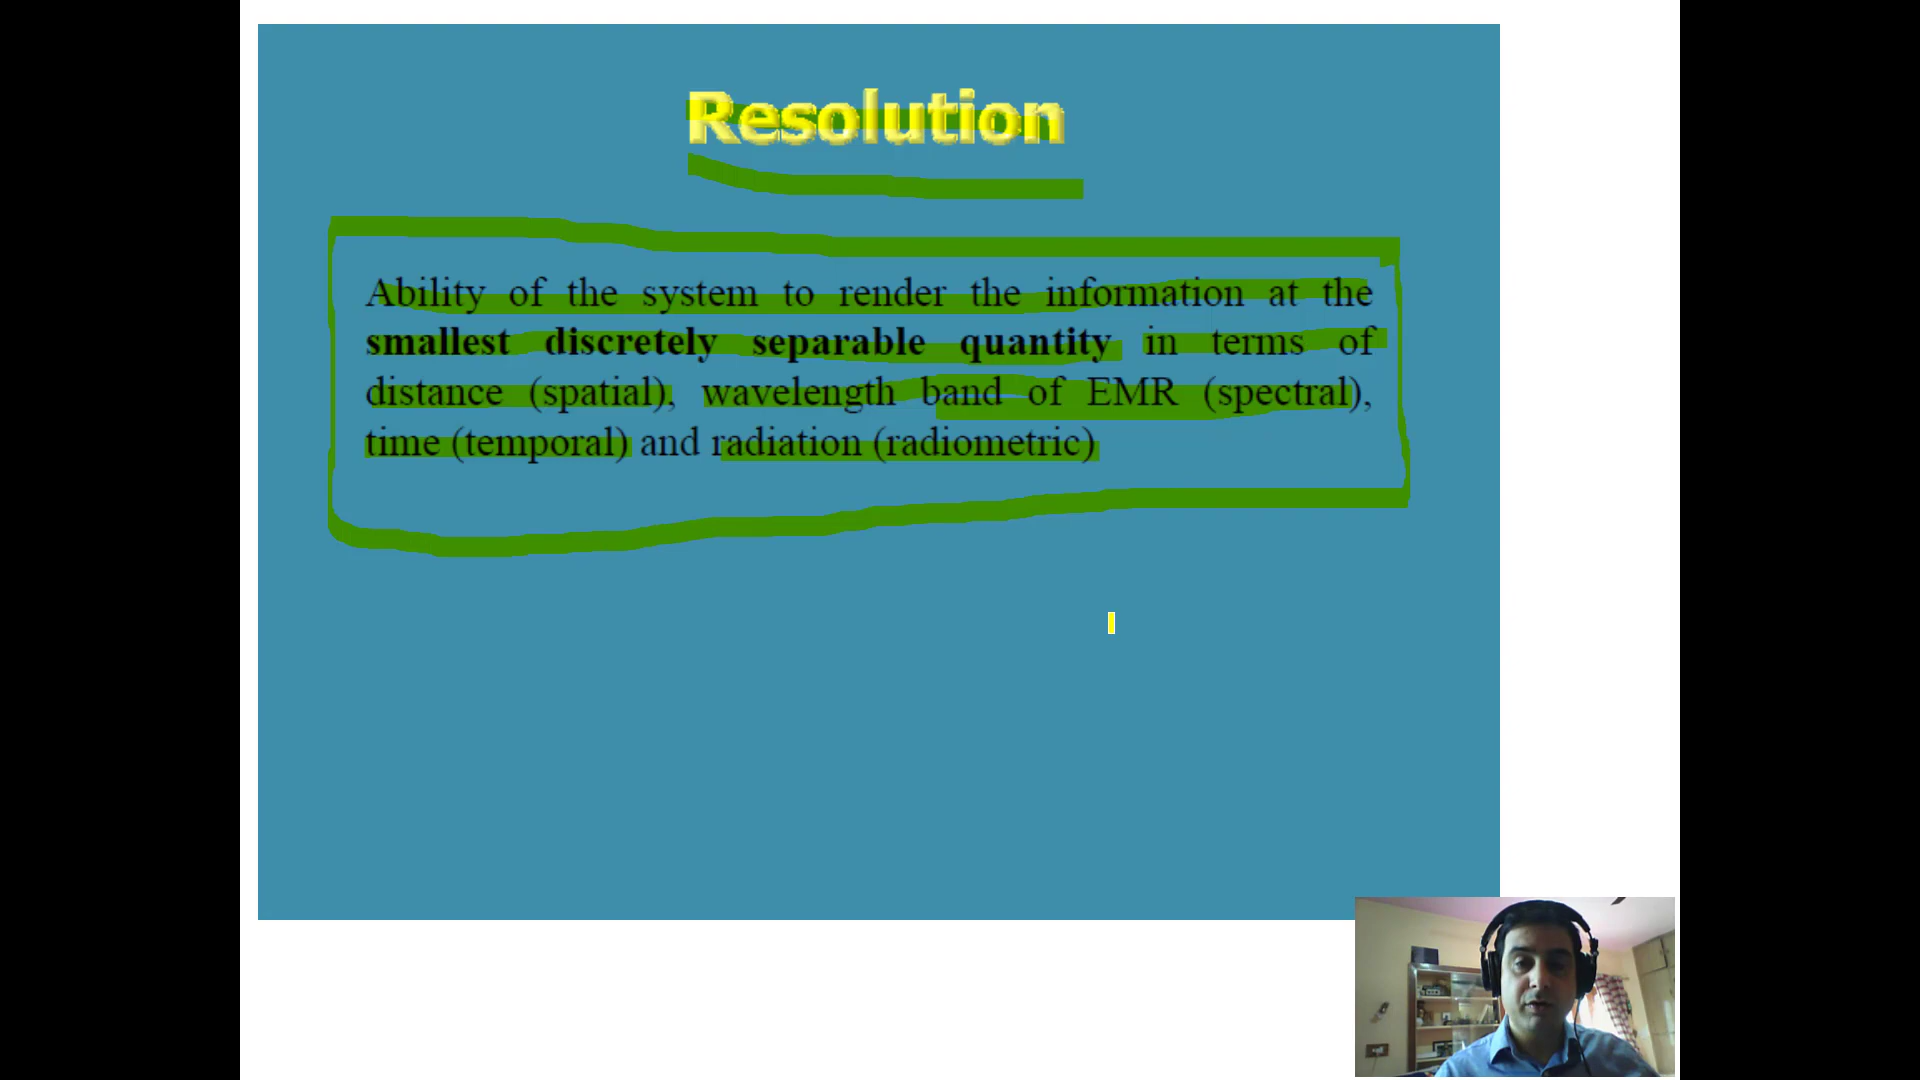 Resolution
Ability of the system to render the information at the
smallest discretely separable quantity in terms of
distance (spatial), wavelength band of EMR (spectral),
time (temporal) and radiation (radiometric)